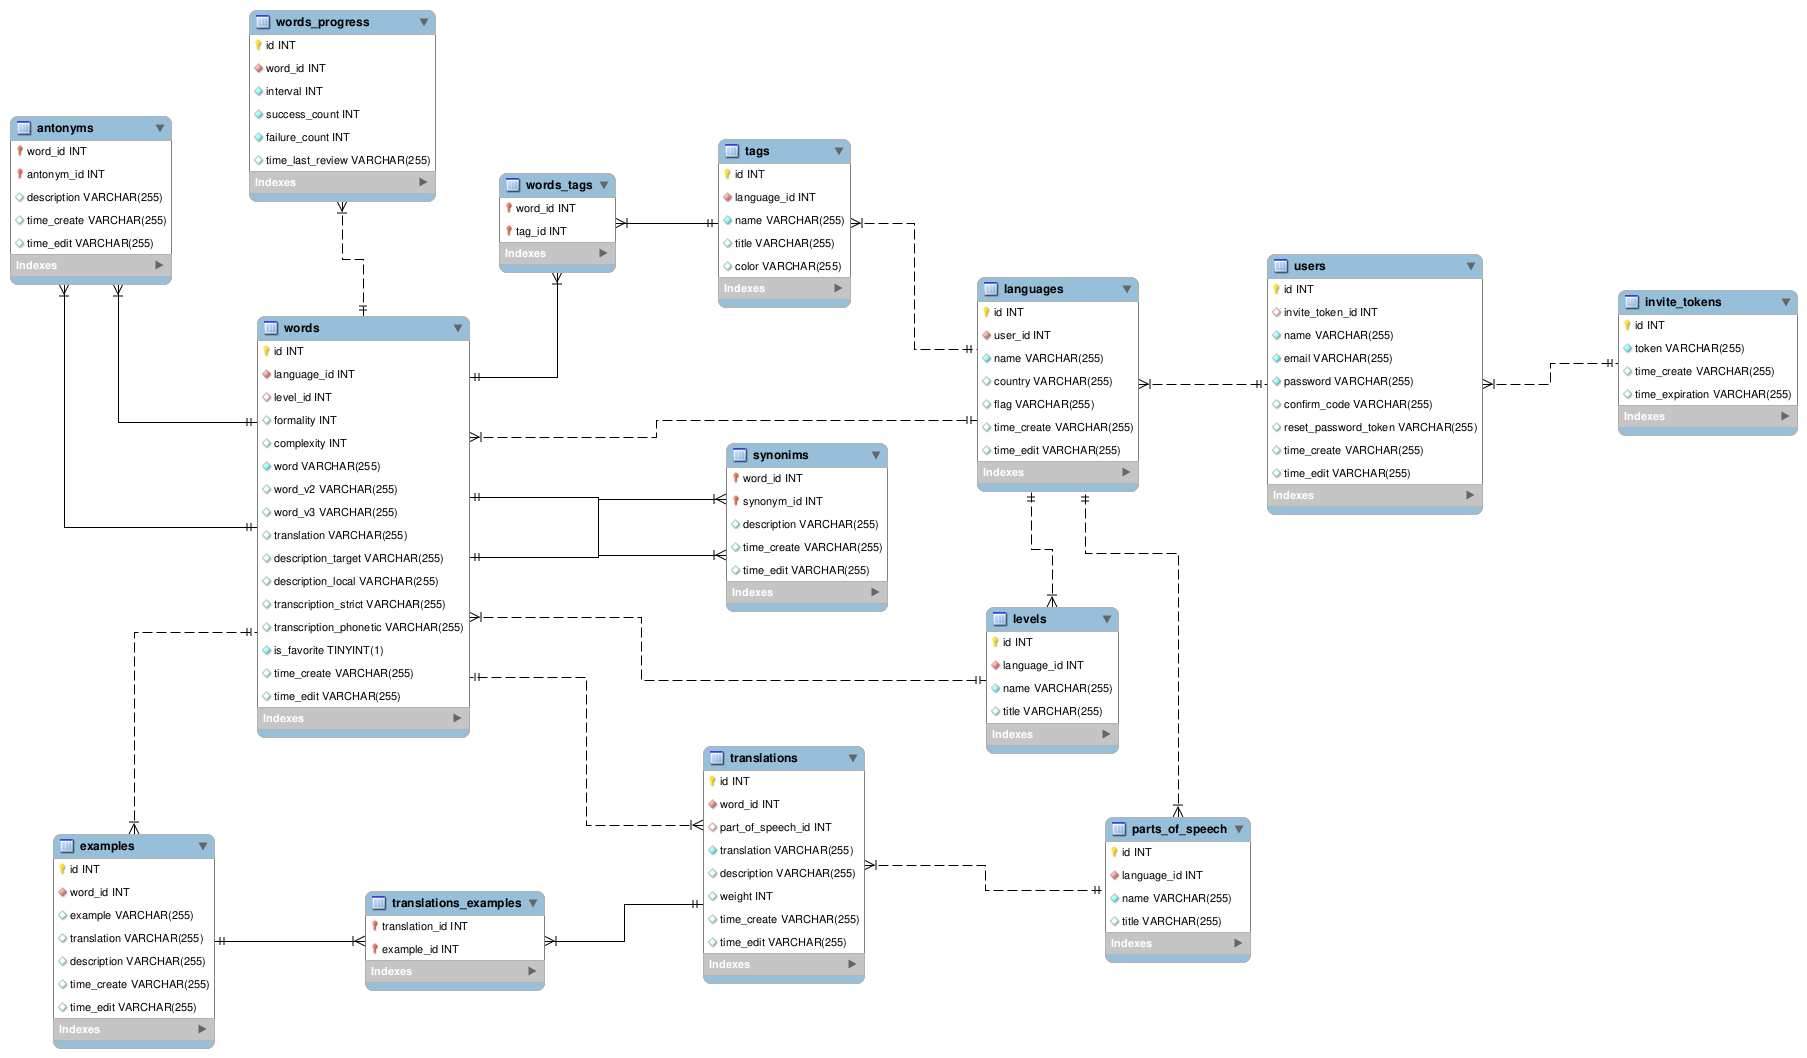 words_progress
id INT
word_id INT
interval INT
success_count INT
failure_count INT
time_last_review VARCHAR(255)
Indexes
antonyms
word_id INT
antonym_id INT
description VARCHAR(255)
time_create VARCHAR(255)
time_edit VARCHAR(255)
Indexes
words_tags
word_id INT
tag_id INT
Indexes
tags
id INT
language_id INT
name VARCHAR(255)
title VARCHAR(255)
color VARCHAR(255)
Indexes
languages
id INT
user_id INT
name VARCHAR(255)
country VARCHAR(255)
flag VARCHAR(255)
time_create VARCHAR(255)
time_edit VARCHAR(255)
Indexes
users
id INT
invite_token_id INT
name VARCHAR(255)
email VARCHAR(255)
password VARCHAR(255)
confirm_code VARCHAR(255)
reset_password_token VARCHAR(255)
time_create VARCHAR(255)
time_edit VARCHAR(255)
Indexes
invite_tokens
id INT
token VARCHAR(255)
time_create VARCHAR(255)
time_expiration VARCHAR(255)
Indexes
words
id INT
language_id INT
level_id INT
formality INT
complexity INT
word VARCHAR(255)
word_v2 VARCHAR(255)
word_v3 VARCHAR(255)
translation VARCHAR(255)
description_target VARCHAR(255)
description_local VARCHAR(255)
transcription_strict VARCHAR(255)
transcription_phonetic VARCHAR(255)
is_favorite TINYINT(1)
time_create VARCHAR(255)
time_edit VARCHAR(255)
Indexes
synonims
word_id INT
synonym_id INT
description VARCHAR(255)
time_create VARCHAR(255)
time_edit VARCHAR(255)
Indexes
levels
id INT
language_id INT
name VARCHAR(255)
title VARCHAR(255)
Indexes
translations
id INT
word_id INT
part_of_speech_id INT
translation VARCHAR(255)
description VARCHAR(255)
weight INT
time_create VARCHAR(255)
time_edit VARCHAR(255)
Indexes
parts_of_speech
id INT
language_id INT
name VARCHAR(255)
title VARCHAR(255)
Indexes
examples
id INT
word_id INT
example VARCHAR(255)
translation VARCHAR(255)
description VARCHAR(255)
time_create VARCHAR(255)
time_edit VARCHAR(255)
Indexes
translations_examples
translation_id INT
example_id INT
Indexes